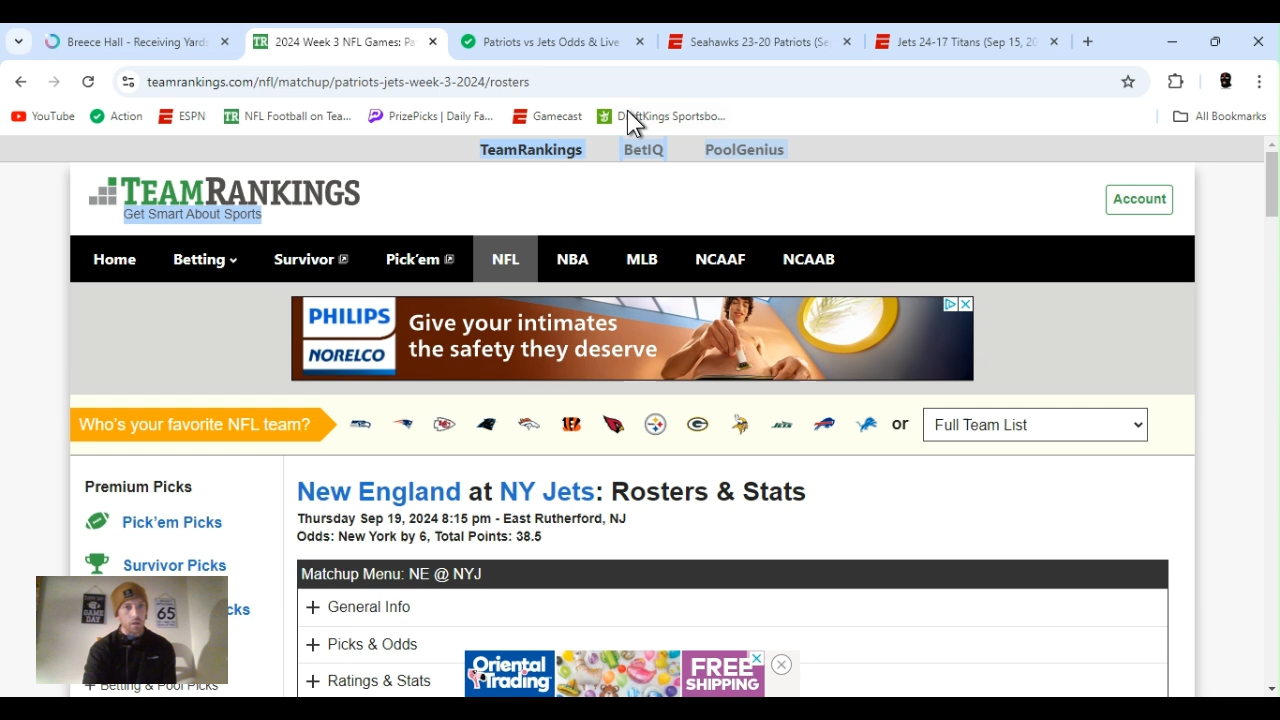 Breece Hall - Receiving Yards
2024 Week 3 NFL Games: Pa
Patriots vs Jets Odds & Live
Seahawks 23-20 Patriots (Se
Jets 24-17 Titans (Sep 15, 20
teamrankings.com/nfl/matchup/patriots-jets-week-3-2024/rosters
YouTube
Action
ESPN
NFL Football on Tea...
PrizePicks | Daily Fa...
Gamecast
Sportsbo...
All Bookmarks
TeamRankings
BetIQ
PoolGenius
TEAMRANKINGS
Get Smart About Sports
Account
Home
Betting
Survivor
Pick'em
NFL
NBA
MLB
NCAAF
NCAAB
PHILIPS
NORELCO
Give your intimates
the safety they deserve
Who's your favorite NFL team?
or
Full Team List
Premium Picks
Pick'em Picks
Survivor Picks
cks
Betting & Pool Picks
New England at NY Jets: Rosters & Stats
Thursday Sep 19, 2024 8:15 pm - East Rutherford, NJ
Odds: New York by 6, Total Points: 38.5
Matchup Menu: NE @ NYJ
+ General Info
+ Picks & Odds
+ Ratings & Stats
GAME
DAY
65
Oriental
Trading
FREE
SHIPPING